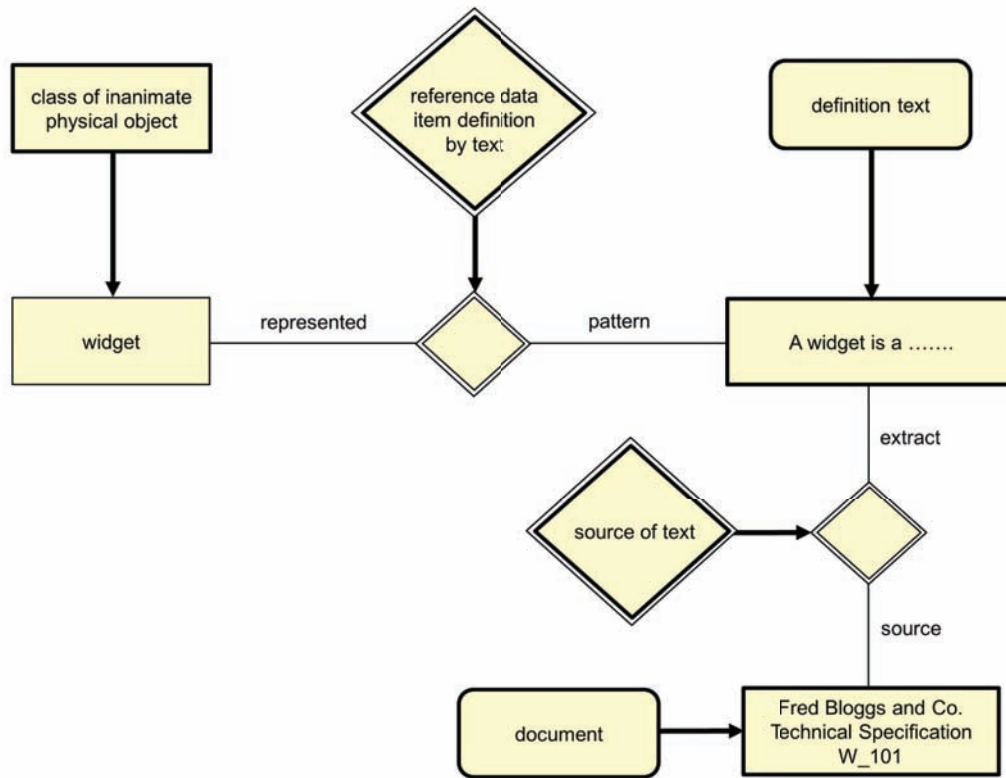 class of inanimate
physical object
reference data
item definition
by text
definition text
widget
represented
pattern
A widget is a …….
extract
source of text
source
document
Fred Bloggs and Co.
Technical Specification
W_101